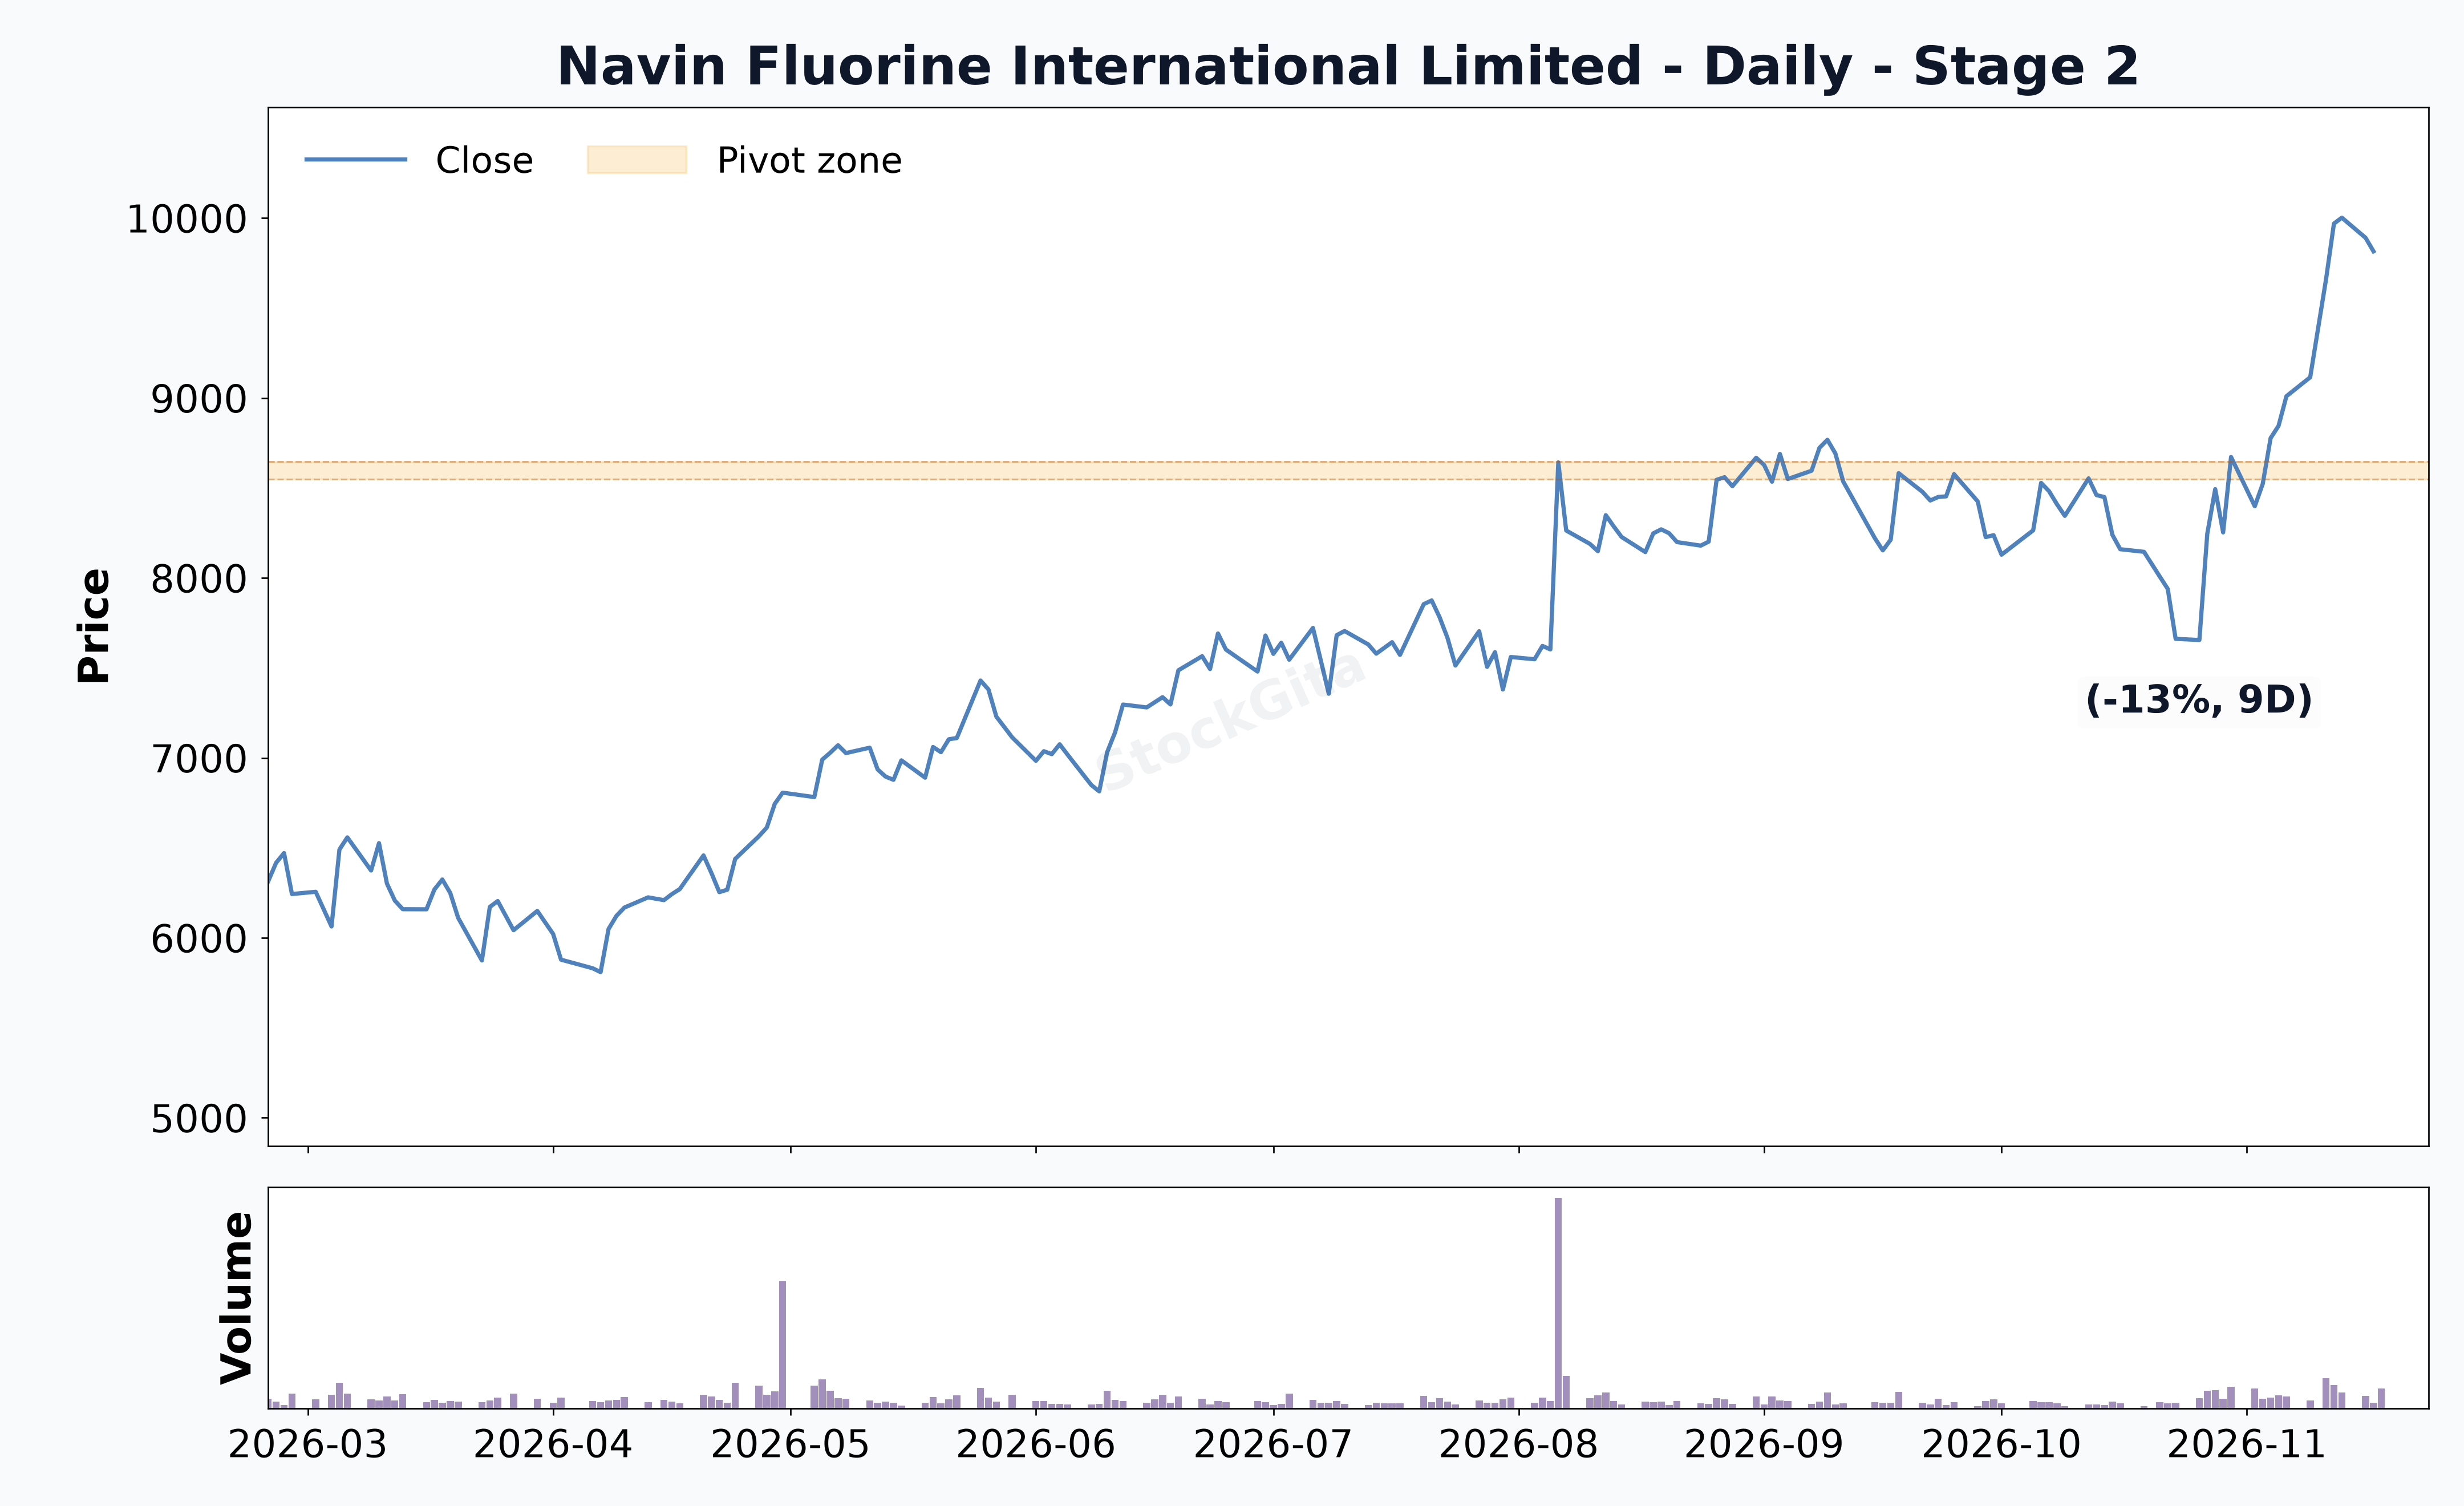 Navin Fluorine International Limited - Daily - Stage 2
Close
Pivot zone
10000
9000
8000
7000
6000
5000
Price
StockGita
(-13%, 9D)
Volume
2026-03
2026-04
2026-05
2026-06
2026-07
2026-08
2026-09
2026-10
2026-11